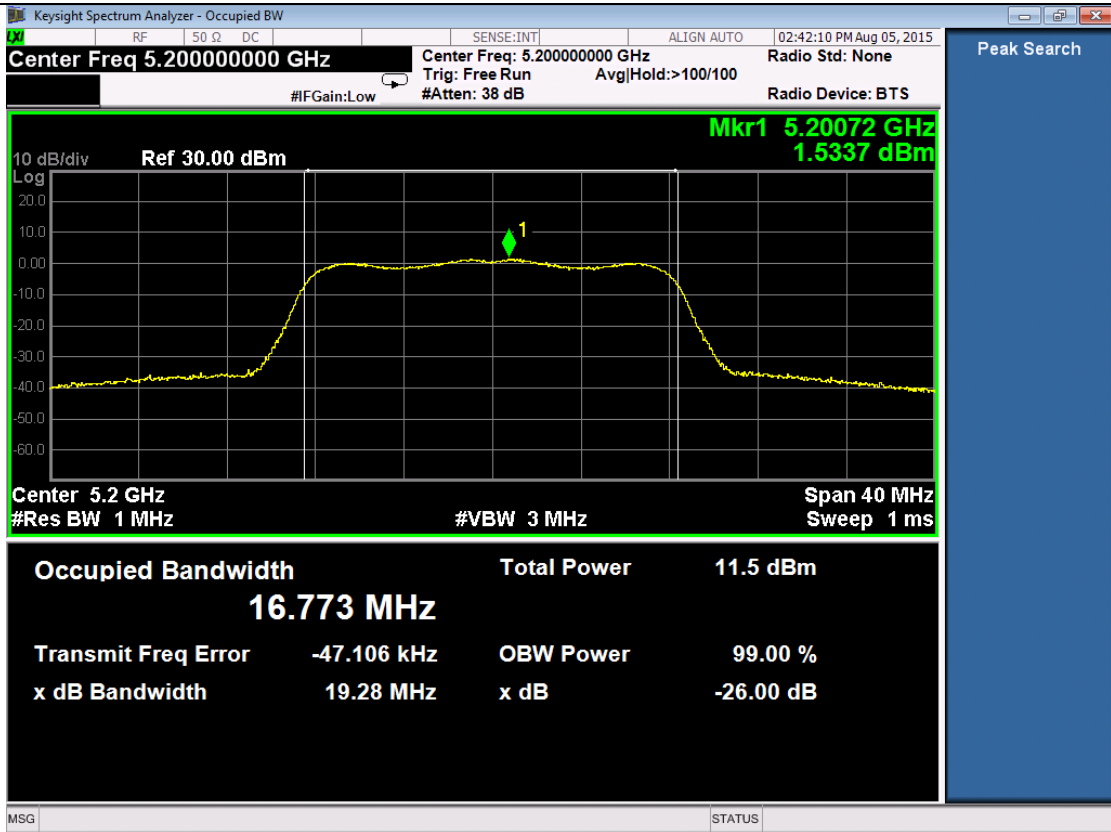 Keysight Spectrum Analyzer - Occupied BW
LXI RF 50 Ω DC SENSE:INT ALIGN AUTO 02:42:10 PM Aug 05, 2015
Center Freq 5.200000000 GHz
Center Freq: 5.200000000 GHz
Radio Std: None
Trig: Free Run
Avg|Hold:>100/100
#IFGain:Low
#Atten: 38 dB
Radio Device: BTS
Peak Search
Mkr1 5.20072 GHz
1.5337 dBm
10 dB/div
Ref 30.00 dBm
Log
20.0
10.0
1
0.00
-10.0
-20.0
-30.0
-40.0
-50.0
-60.0
Center 5.2 GHz
Span 40 MHz
#Res BW 1 MHz
#VBW 3 MHz
Sweep 1 ms
Occupied Bandwidth
Total Power 11.5 dBm
16.773 MHz
Transmit Freq Error -47.106 kHz
OBW Power 99.00 %
x dB Bandwidth 19.28 MHz
x dB -26.00 dB
MSG
STATUS